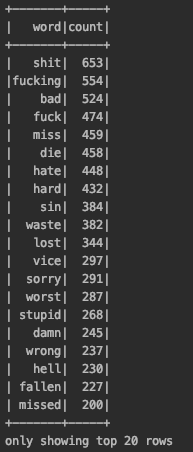 +-------+-----+
|   word|count|
+-------+-----+
|   shit|  653|
|fucking|  554|
|    bad|  524|
|   fuck|  474|
|   miss|  459|
|    die|  458|
|   hate|  448|
|   hard|  432|
|    sin|  384|
|  waste|  382|
|   lost|  344|
|   vice|  297|
|  sorry|  291|
|  worst|  287|
| stupid|  268|
|   damn|  245|
|  wrong|  237|
|   hell|  230|
| fallen|  227|
| missed|  200|
+-------+-----+
only showing top 20 rows